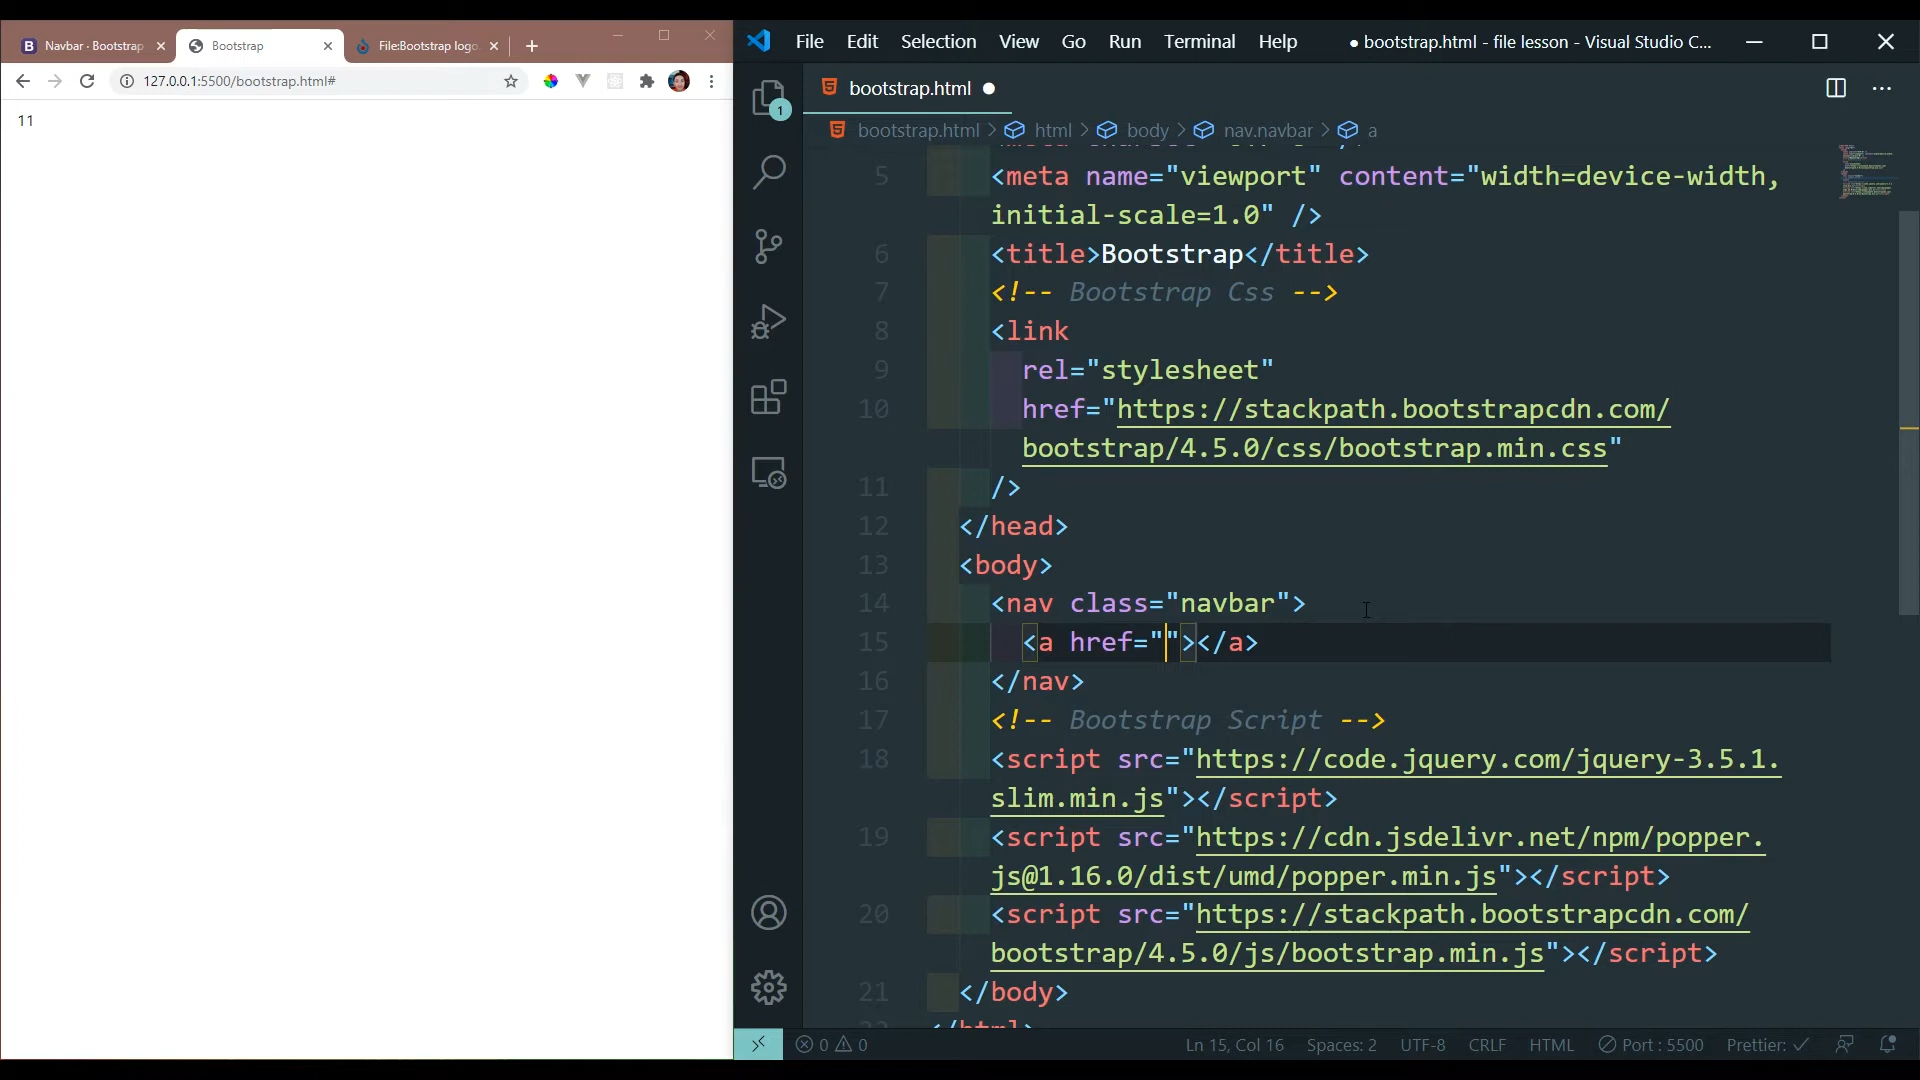 Navbar · Bootstrap
Bootstrap
File:Bootstrap logo.
127.0.0.1:5500/bootstrap.html#
11
File Edit Selection View Go Run Terminal Help
● bootstrap.html - file lesson - Visual Studio C...
bootstrap.html
1
bootstrap.html > html > body > nav.navbar > a
5 <meta name="viewport" content="width=device-width,
initial-scale=1.0" />
6 <title>Bootstrap</title>
7 <!-- Bootstrap Css -->
8 <link
9 rel="stylesheet"
10 href="https://stackpath.bootstrapcdn.com/
bootstrap/4.5.0/css/bootstrap.min.css"
11 />
12 </head>
13 <body>
14 <nav class="navbar">
15 <a href=""></a>
16 </nav>
17 <!-- Bootstrap Script -->
18 <script src="https://code.jquery.com/jquery-3.5.1.
slim.min.js"></script>
19 <script src="https://cdn.jsdelivr.net/npm/popper.
js@1.16.0/dist/umd/popper.min.js"></script>
20 <script src="https://stackpath.bootstrapcdn.com/
bootstrap/4.5.0/js/bootstrap.min.js"></script>
21 </body>
0 0
Ln 15, Col 16 Spaces: 2 UTF-8 CRLF HTML Port : 5500 Prettier: ✓